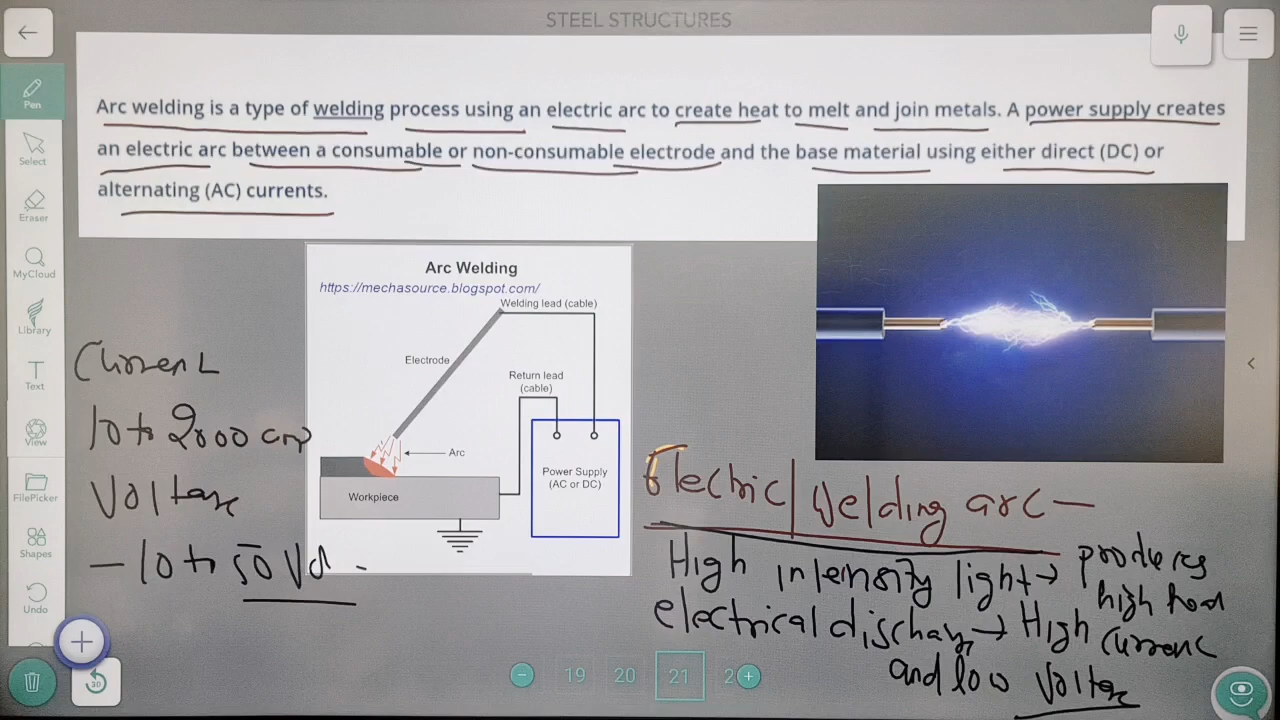 STEEL STRUCTURES
Arc welding is a type of welding process using an electric arc to create heat to melt and join metals. A power supply creates
an electric arc between a consumable or non-consumable electrode and the base material using either direct (DC) or
alternating (AC) currents.
Pen
Select
Eraser
MyCloud
Library
Text
View
FilePicker
Shapes
Undo
30
Arc Welding
https://mechasource.blogspot.com/
Welding lead (cable)
Electrode
Return lead
(cable)
Arc
Power Supply
(AC or DC)
Workpiece
Current
10 to 2000 amp
Voltage
- 10 to 50 Vol -
Electric/Welding arc -
High intensity light → produces
high heat
electrical discharge → High current
and low Voltage
19 20 21 2